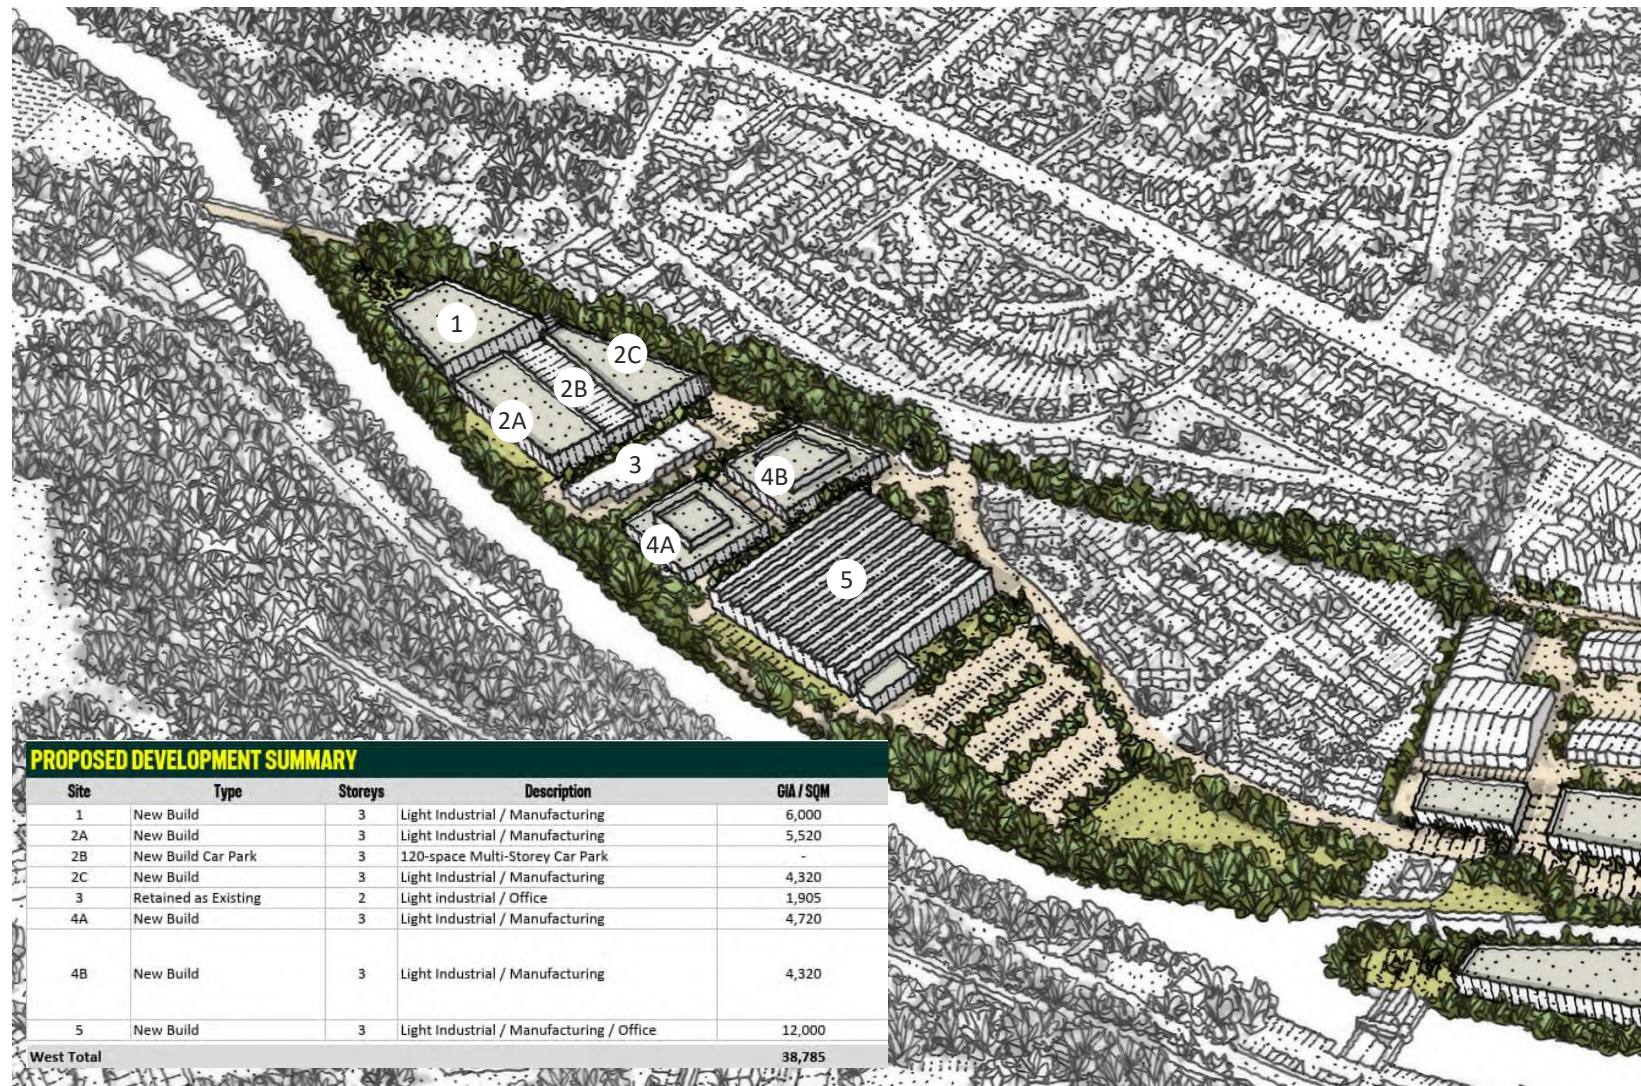 1
2C
2B
2A
3
4B
4A
5
PROPOSED DEVELOPMENT SUMMARY
Site Type Storeys Description GIA / SQM
1 New Build 3 Light Industrial / Manufacturing 6,000
2A New Build 3 Light Industrial / Manufacturing 5,520
2B New Build Car Park 3 120-space Multi-Storey Car Park -
2C New Build 3 Light Industrial / Manufacturing 4,320
3 Retained as Existing 2 Light industrial / Office 1,905
4A New Build 3 Light Industrial / Manufacturing 4,720
4B New Build 3 Light Industrial / Manufacturing 4,320
5 New Build 3 Light Industrial / Manufacturing / Office 12,000
West Total 38,785